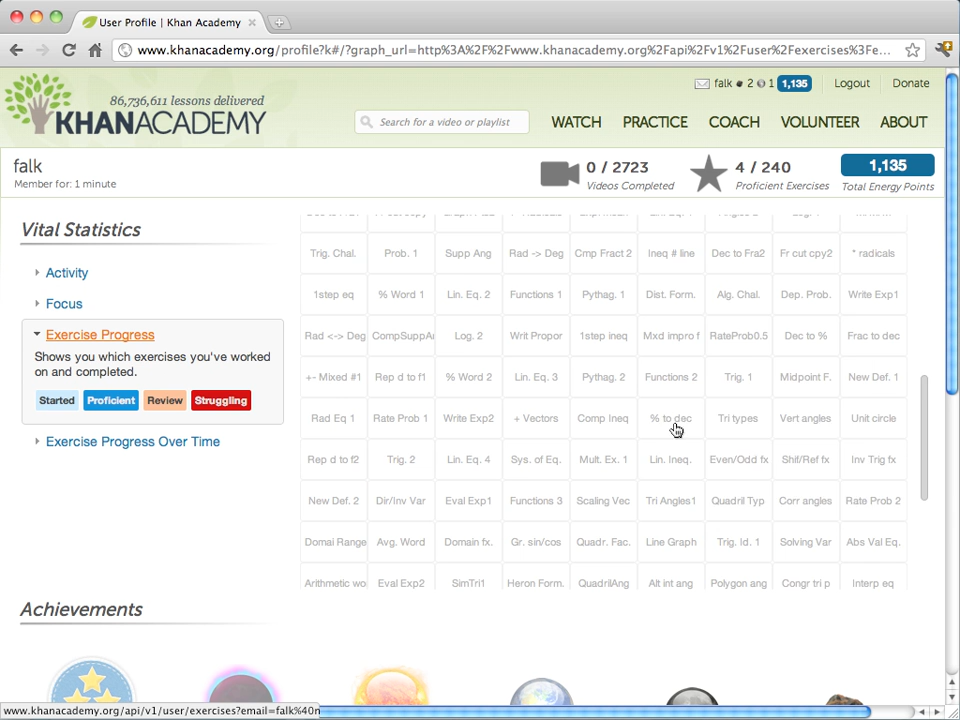 User Profile | Khan Academy
www.khanacademy.org/profile?k#/?graph_url=http%3A%2F%2Fwww.khanacademy.org%2Fapi%2Fv1%2Fuser%2Fexercises%3Fe...
falk 2 1 1,135 Logout Donate
86,736,611 lessons delivered
KHANACADEMY
Search for a video or playlist
WATCH PRACTICE COACH VOLUNTEER ABOUT
falk
Member for: 1 minute
0 / 2723
Videos Completed
4 / 240
Proficient Exercises
1,135
Total Energy Points
Vital Statistics
Activity
Focus
Exercise Progress
Shows you which exercises you've worked
on and completed.
Started Proficient Review Struggling
Exercise Progress Over Time
Trig. Chal. Prob. 1 Supp Ang Rad -> Deg Cmp Fract 2 Ineq # line Dec to Fra2 Fr cut cpy2 * radicals
1step eq % Word 1 Lin. Eq. 2 Functions 1 Pythag. 1 Dist. Form. Alg. Chal. Dep. Prob. Write Exp1
Rad <-> Deg CompSuppAn Log. 2 Writ Propor 1step ineq Mxd impro f RateProb0.5 Dec to % Frac to dec
+- Mixed #1 Rep d to f1 % Word 2 Lin. Eq. 3 Pythag. 2 Functions 2 Trig. 1 Midpoint F. New Def. 1
Rad Eq 1 Rate Prob 1 Write Exp2 + Vectors Comp Ineq % to dec Tri types Vert angles Unit circle
Rep d to f2 Trig. 2 Lin. Eq. 4 Sys. of Eq. Mult. Ex. 1 Lin. Ineq. Even/Odd fx Shif/Ref fx Inv Trig fx
New Def. 2 Dir/Inv Var Eval Exp1 Functions 3 Scaling Vec Tri Angles1 Quadril Typ Corr angles Rate Prob 2
Domai Range Avg. Word Domain fx. Gr. sin/cos Quadr. Fac. Line Graph Trig. Id. 1 Solving Var Abs Val Eq.
Arithmetic wo Eval Exp2 SimTri1 Heron Form. QuadrilAng Alt int ang Polygon ang Congr tri p Interp eq
Achievements
www.khanacademy.org/api/v1/user/exercises?email=falk%40n